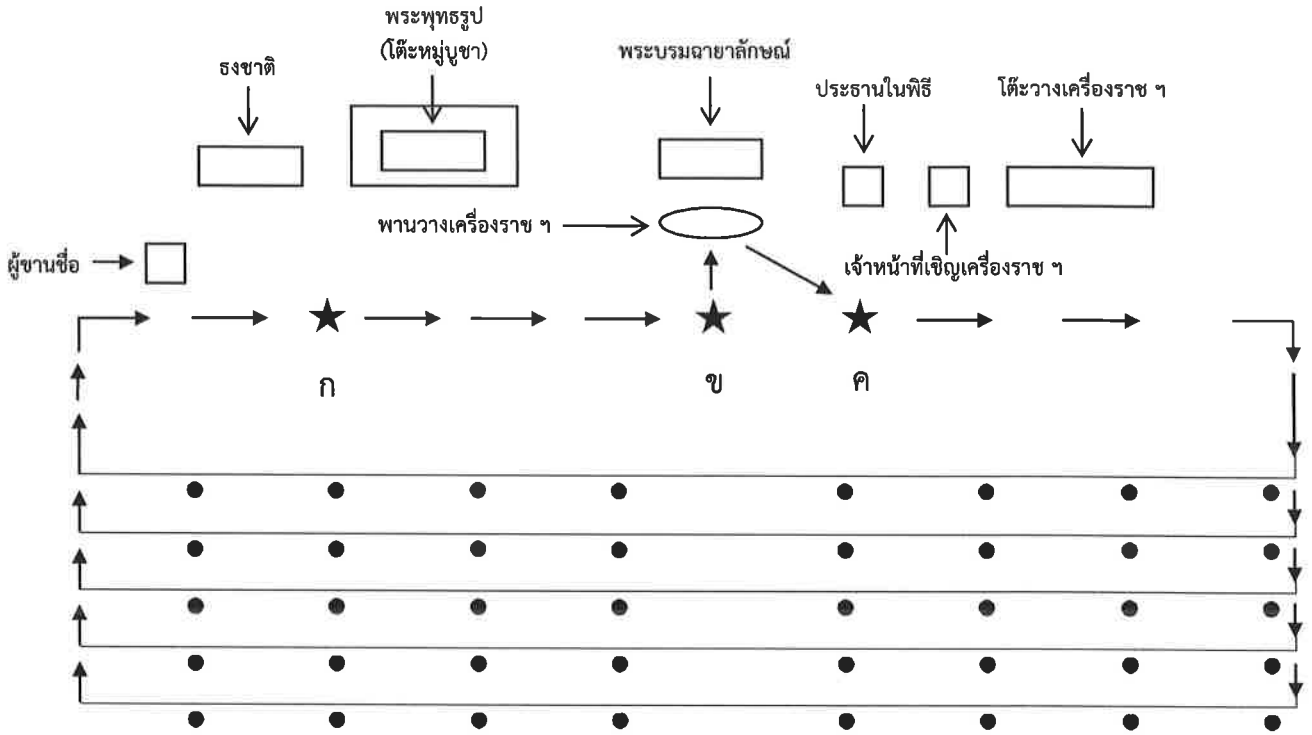 พระพุทธรูป
(โต๊ะหมู่บูชา)
ธงชาติ
พระบรมฉายาลักษณ์
ประธานในพิธี
โต๊ะวางเครื่องราช ฯ
พานวางเครื่องราช ฯ
ผู้ขานชื่อ
เจ้าหน้าที่เชิญเครื่องราช ฯ
ก
ข
ค